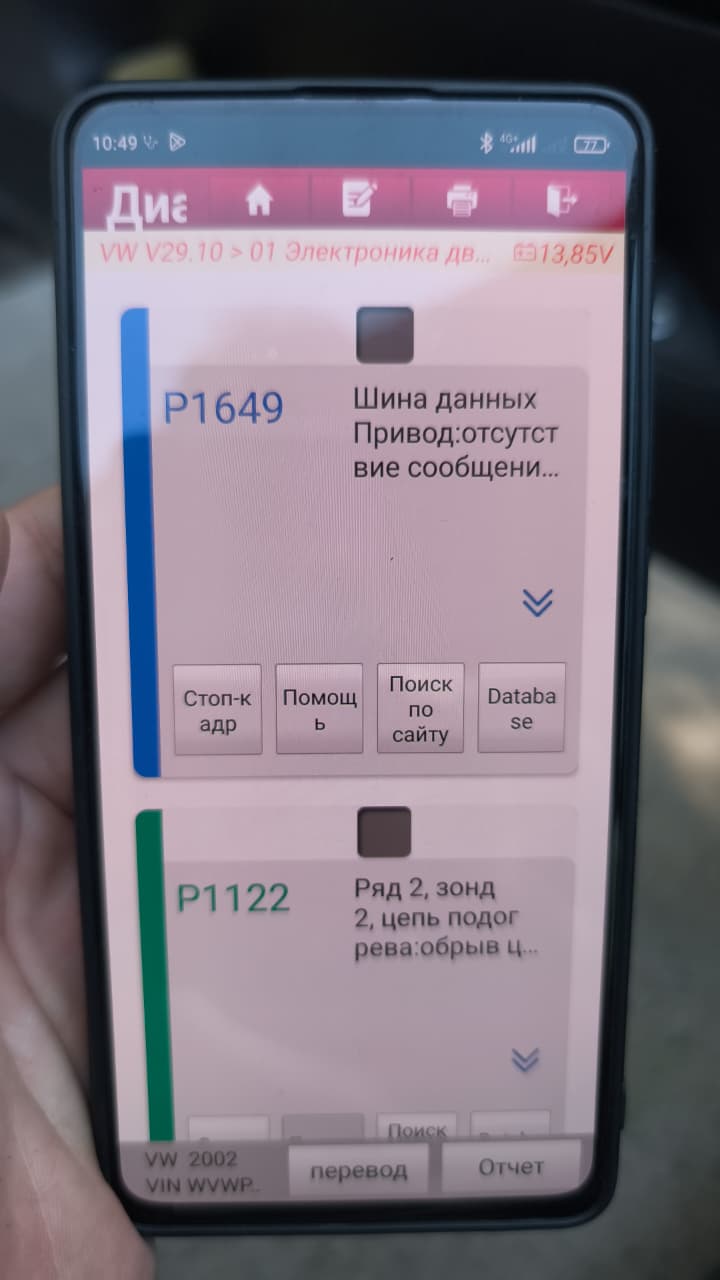 10:49
4G+
77
Диа
VW V29.10 > 01 Электроника дв... 13,85V
P1649
Шина данных
Привод:отсутст
вие сообщени...
Стоп-к
адр
Помощ
ь
Поиск
по
сайту
Databa
se
P1122
Ряд 2, зонд
2, цепь подог
рева:обрыв ц...
Поиск
VW 2002
VIN WVWP..
перевод
Отчет